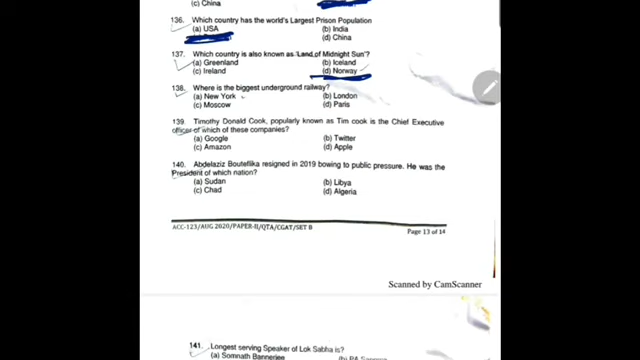 (c) China
136. Which country has the world's Largest Prison Population
(a) USA (b) India
(d) China
137. Which country is also known as 'Land of Midnight Sun'?
(a) Greenland (b) Iceland
(c) Ireland (d) Norway
138. Where is the biggest underground railway?
(a) New York (b) London
(c) Moscow (d) Paris
139. Timothy Donald Cook, popularly known as Tim cook is the Chief Executive
officer of which of these companies?
(a) Google (b) Twitter
(c) Amazon (d) Apple
140. Abdelaziz Bouteflika resigned in 2019 bowing to public pressure. He was the
President of which nation?
(a) Sudan (b) Libya
(c) Chad (d) Algeria
ACC-123/AUG 2020/PAPER-II/QTA/CGAT/SET B Page 13 of 14
Scanned by CamScanner
141. Longest serving Speaker of Lok Sabha is?
(a) Somnath Bannerjee (b) PA Sangma